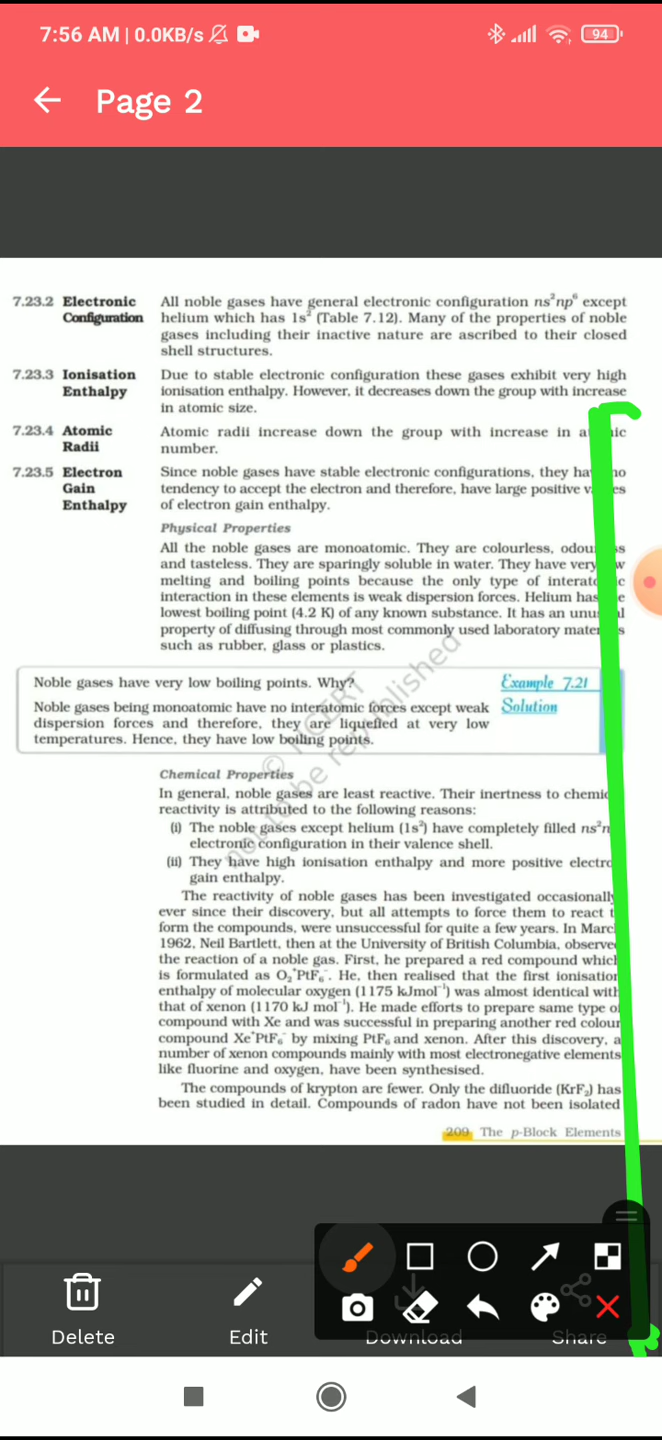 7:56 AM | 0.0KB/s 94
Page 2
7.23.2 Electronic Configuration
All noble gases have general electronic configuration ns²np⁶ except
helium which has 1s² (Table 7.12). Many of the properties of noble
gases including their inactive nature are ascribed to their closed
shell structures.
7.23.3 Ionisation Enthalpy
Due to stable electronic configuration these gases exhibit very high
ionisation enthalpy. However, it decreases down the group with increase
in atomic size.
7.23.4 Atomic Radii
Atomic radii increase down the group with increase in
number.
7.23.5 Electron Gain Enthalpy
Since noble gases have stable electronic configurations, they
tendency to accept the electron and therefore, have large positive
of electron gain enthalpy.
Physical Properties
All the noble gases are monoatomic. They are colourless,
and tasteless. They are sparingly soluble in water. They have very
melting and boiling points because the only type of
interaction in these elements is weak dispersion forces. Helium has
lowest boiling point (4.2 K) of any known substance. It has an
property of diffusing through most commonly used laboratory
such as rubber, glass or plastics.
Noble gases have very low boiling points. Why?
Example 7.21
Noble gases being monoatomic have no interatomic forces except weak
dispersion forces and therefore, they are liquefied at very low
temperatures. Hence, they have low boiling points.
Solution
© NCERT
not to be republished
Chemical Properties
In general, noble gases are least reactive. Their inertness to
reactivity is attributed to the following reasons:
(i) The noble gases except helium (1s²) have completely filled ns²n
electronic configuration in their valence shell.
(ii) They have high ionisation enthalpy and more positive
gain enthalpy.
The reactivity of noble gases has been investigated occasionally
ever since their discovery, but all attempts to force them to react
form the compounds, were unsuccessful for quite a few years. In
1962, Neil Bartlett, then at the University of British Columbia,
the reaction of a noble gas. First, he prepared a red compound
is formulated as O₂⁺PtF₆⁻. He, then realised that the first ionisation
enthalpy of molecular oxygen (1175 kJmol⁻¹) was almost identical with
that of xenon (1170 kJ mol⁻¹). He made efforts to prepare same type
compound with Xe and was successful in preparing another red colour
compound Xe⁺PtF₆⁻ by mixing PtF₆ and xenon. After this discovery, a
number of xenon compounds mainly with most electronegative elements
like fluorine and oxygen, have been synthesised.
The compounds of krypton are fewer. Only the difluoride (KrF₂) has
been studied in detail. Compounds of radon have not been isolated
209 The p-Block Elements
Delete Edit Download Share